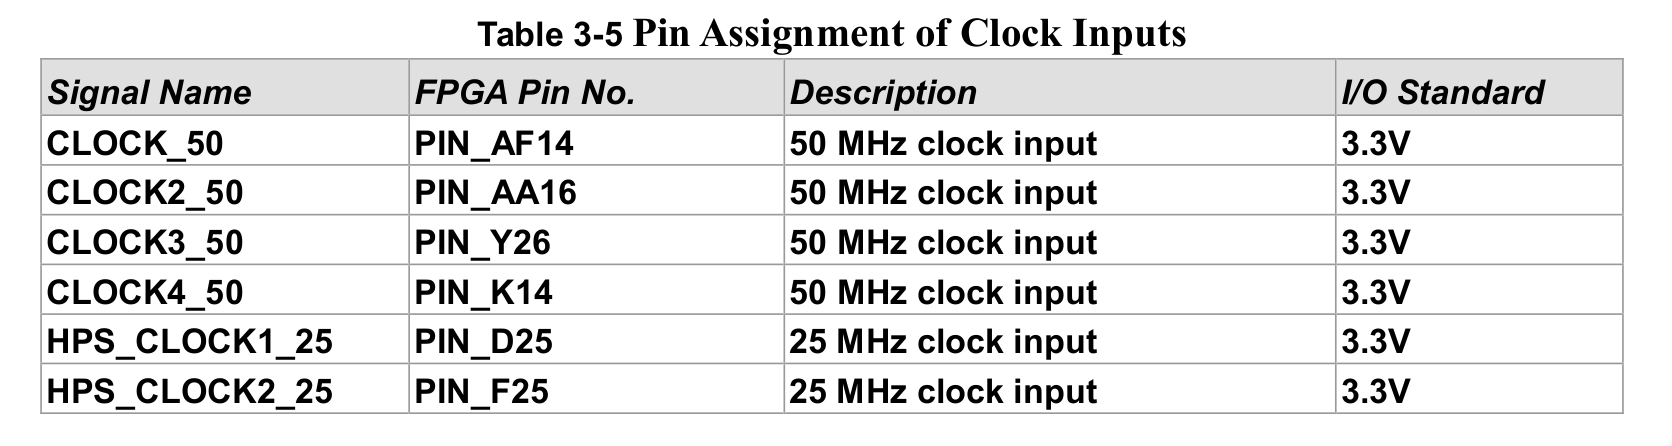 Table 3-5 Pin Assignment of Clock Inputs
Signal Name FPGA Pin No. Description I/O Standard
CLOCK_50 PIN_AF14 50 MHz clock input 3.3V
CLOCK2_50 PIN_AA16 50 MHz clock input 3.3V
CLOCK3_50 PIN_Y26 50 MHz clock input 3.3V
CLOCK4_50 PIN_K14 50 MHz clock input 3.3V
HPS_CLOCK1_25 PIN_D25 25 MHz clock input 3.3V
HPS_CLOCK2_25 PIN_F25 25 MHz clock input 3.3V